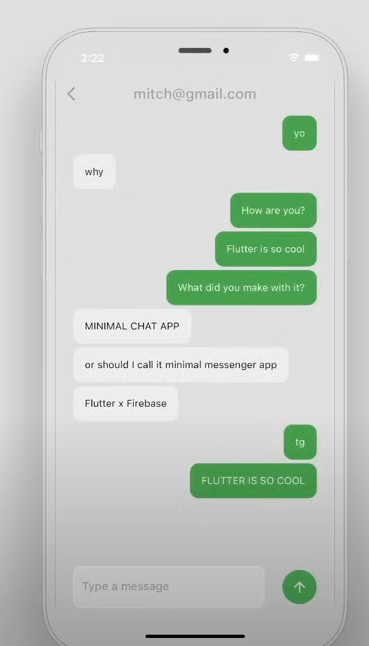 2:22
mitch@gmail.com
yo
why
How are you?
Flutter is so cool
What did you make with it?
MINIMAL CHAT APP
or should I call it minimal messenger app
Flutter x Firebase
tg
FLUTTER IS SO COOL
Type a message